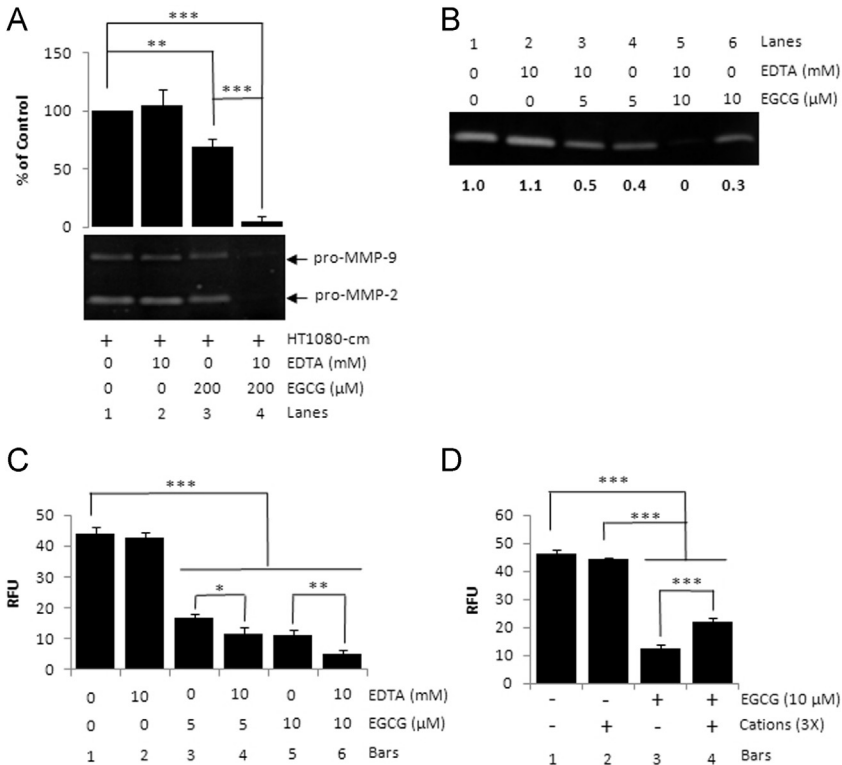 A
***
**
***
% of Control
150
100
50
0
pro-MMP-9
pro-MMP-2
+ + + + HT1080-cm
0 10 0 10 EDTA (mM)
0 0 200 200 EGCG (µM)
1 2 3 4 Lanes
B
1 2 3 4 5 6 Lanes
0 10 10 0 10 0 EDTA (mM)
0 0 5 5 10 10 EGCG (µM)
1.0 1.1 0.5 0.4 0 0.3
C
***
*
**
RFU
50
40
30
20
10
0
0 10 0 10 0 10 EDTA (mM)
0 0 5 5 10 10 EGCG (µM)
1 2 3 4 5 6 Bars
D
***
***
***
RFU
60
50
40
30
20
10
0
- - + + EGCG (10 µM)
- + - + Cations (3X)
1 2 3 4 Bars